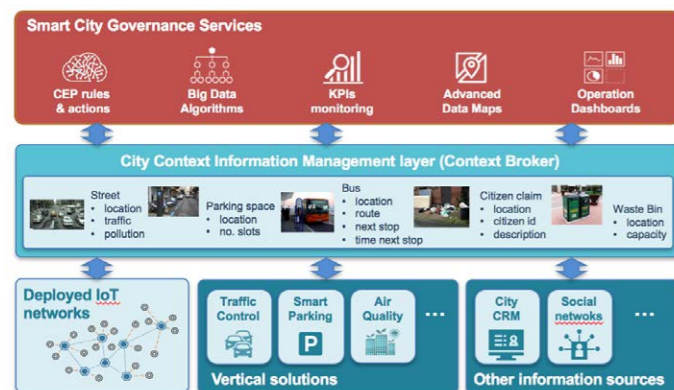 Smart City Governance Services
CEP rules
& actions
Big Data
Algorithms
KPIs
monitoring
Advanced
Data Maps
Operation
Dashboards
City Context Information Management layer (Context Broker)
Street
• location
• traffic
• pollution
Parking space
• location
• no. slots
Bus
• location
• route
• next stop
• time next stop
Citizen claim
• location
• citizen id
• description
Waste Bin
• location
• capacity
Deployed IoT
networks
Traffic
Control
Smart
Parking
P
Air
Quality
...
Vertical solutions
City
CRM
Social
netwoks
...
Other information sources